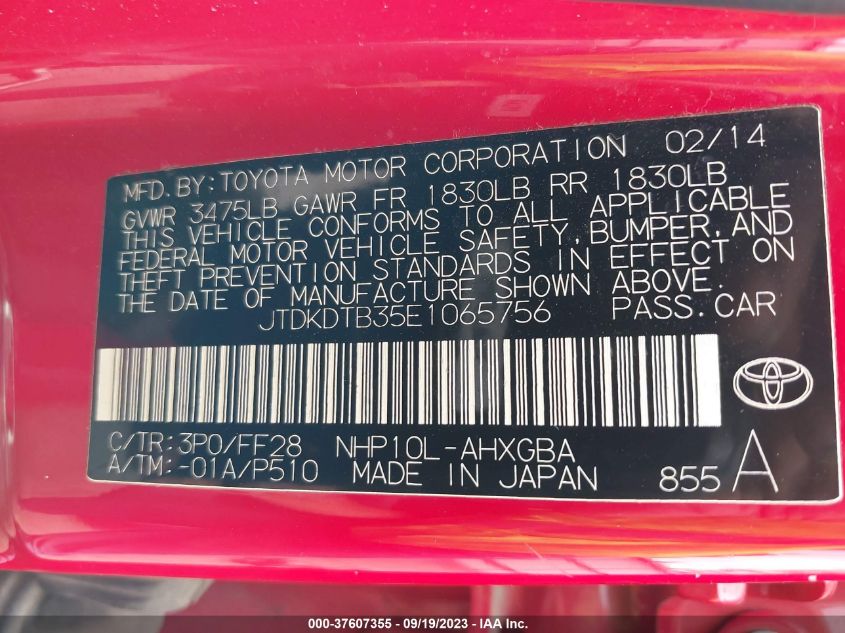 MFD. BY: TOYOTA MOTOR CORPORATION 02/14
GVWR 3475LB GAWR FR 1830LB RR 1830LB
THIS VEHICLE CONFORMS TO ALL APPLICABLE
FEDERAL MOTOR VEHICLE SAFETY, BUMPER, AND
THEFT PREVENTION STANDARDS IN EFFECT ON
THE DATE OF MANUFACTURE SHOWN ABOVE.
JTDKDTB35E1065756 PASS. CAR
C/TR: 3P0/FF28 NHP10L-AHXGBA
A/TM: -01A/P510 MADE IN JAPAN 855 A
000-37607355 - 09/19/2023 - IAA Inc.